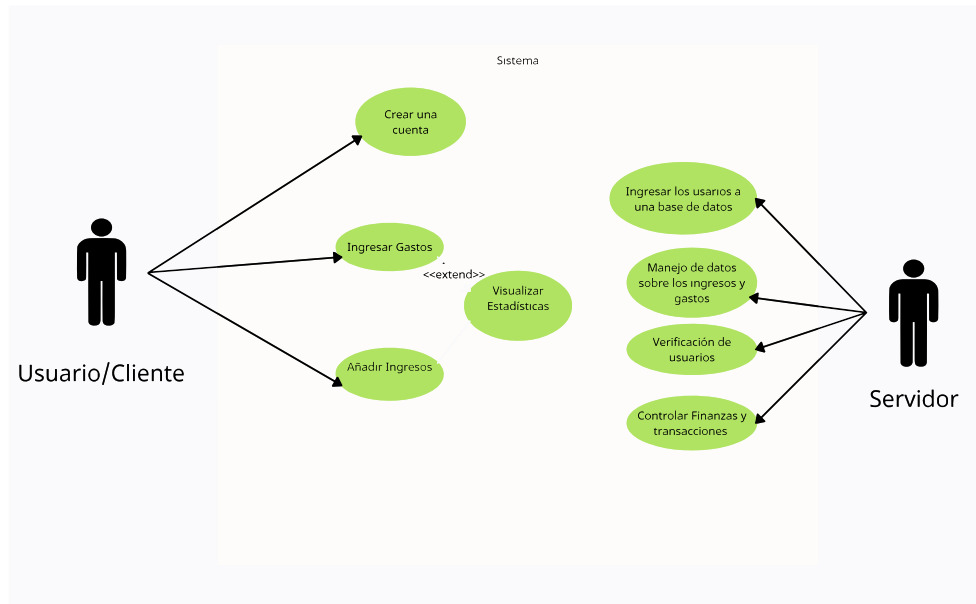 Sistema
Crear una
cuenta
Ingresar Gastos
<<extend>>
Visualizar
Estadísticas
Añadir Ingresos
Usuario/Cliente
Ingresar los usarios a
una base de datos
Manejo de datos
sobre los ingresos y
gastos
Verificación de
usuarios
Controlar Finanzas y
transacciones
Servidor